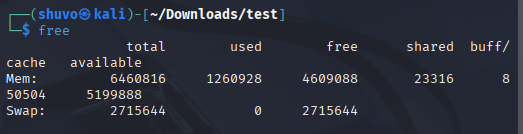 ┌──(shuvo㉿kali)-[~/Downloads/test]
└─$ free
total used free shared buff/
cache available
Mem: 6460816 1260928 4609088 23316 8
50504 5199888
Swap: 2715644 0 2715644